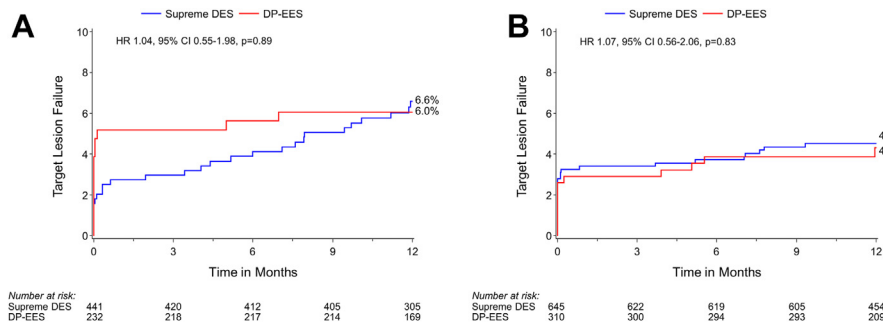 A
Supreme DES DP-EES
HR 1.04, 95% CI 0.55-1.98, p=0.89
Target Lesion Failure
10
8
6
4
2
0
6.6%
6.0%
0 3 6 9 12
Time in Months
Number at risk:
Supreme DES 441 420 412 405 305
DP-EES 232 218 217 214 169
B
Supreme DES DP-EES
HR 1.07, 95% CI 0.56-2.06, p=0.83
Target Lesion Failure
10
8
6
4
2
0
4
4
0 3 6 9 12
Time in Months
Number at risk:
Supreme DES 645 622 619 605 454
DP-EES 310 300 294 293 209